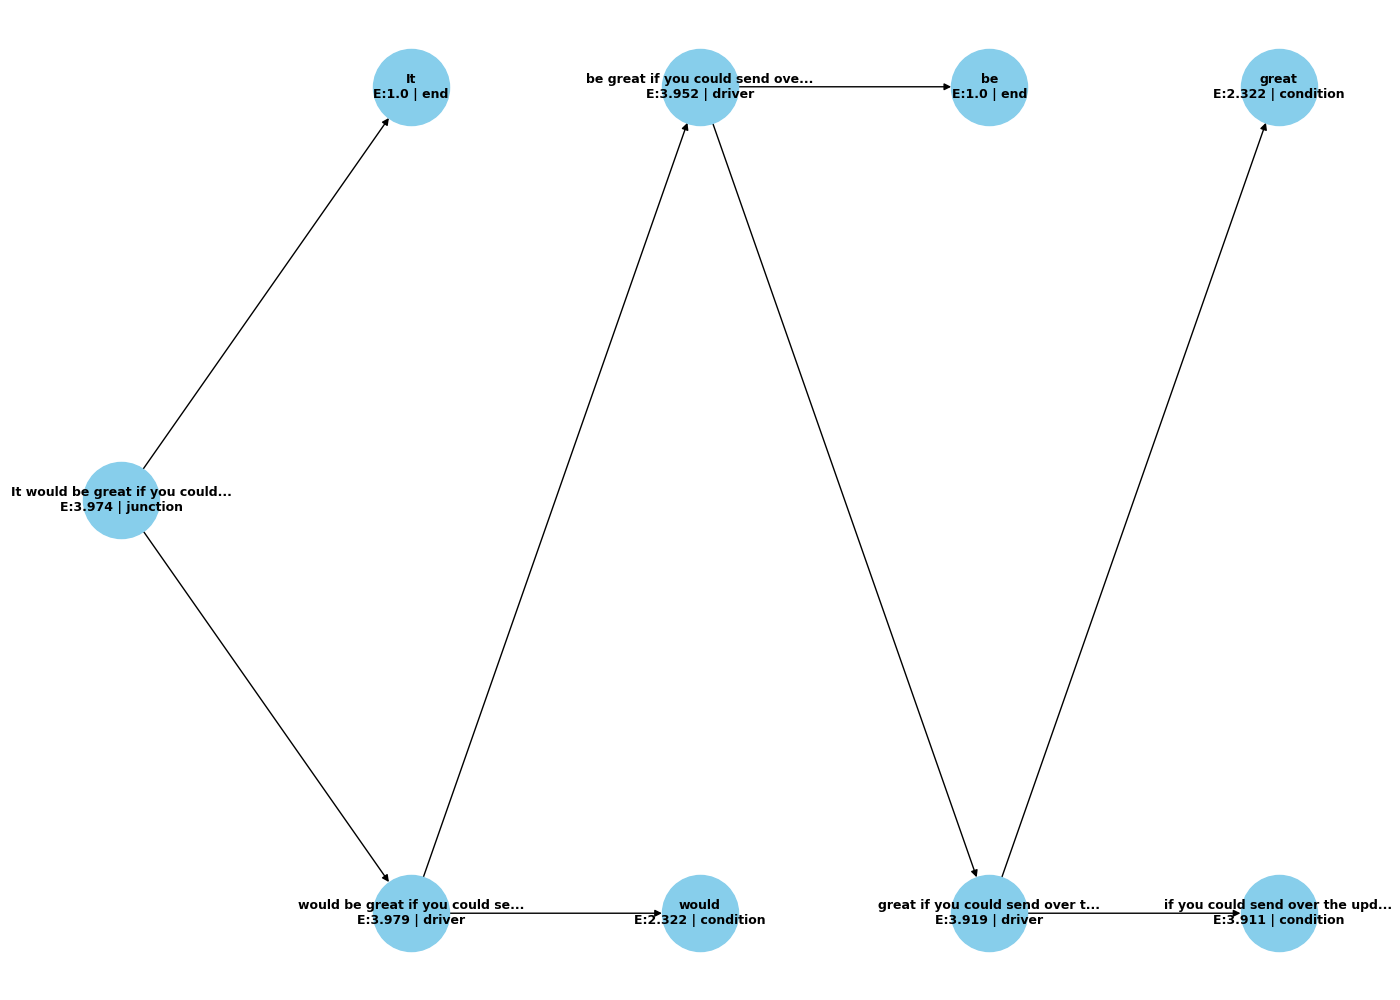 It
E:1.0 | end
be great if you could send ove...
E:3.952 | driver
be
E:1.0 | end
great
E:2.322 | condition
It would be great if you could...
E:3.974 | junction
would be great if you could se...
E:3.979 | driver
would
E:2.322 | condition
great if you could send over t...
E:3.919 | driver
if you could send over the upd...
E:3.911 | condition